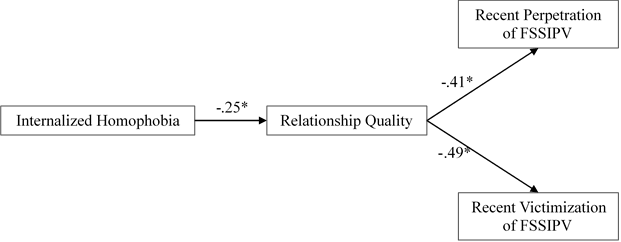 Recent Perpetration
of FSSIPV
-.41*
-.25*
Internalized Homophobia
Relationship Quality
-.49*
Recent Victimization
of FSSIPV